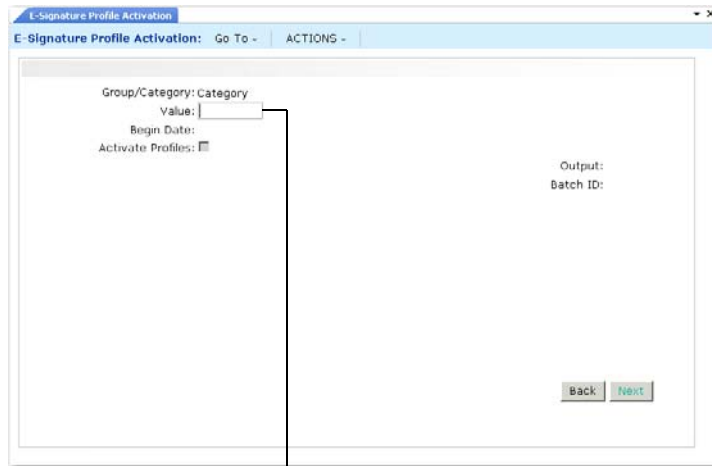 E-Signature Profile Activation
E-Signature Profile Activation: Go To ACTIONS
Group/Category: Category
Value:
Begin Date:
Activate Profiles:
Output:
Batch ID:
Back Next